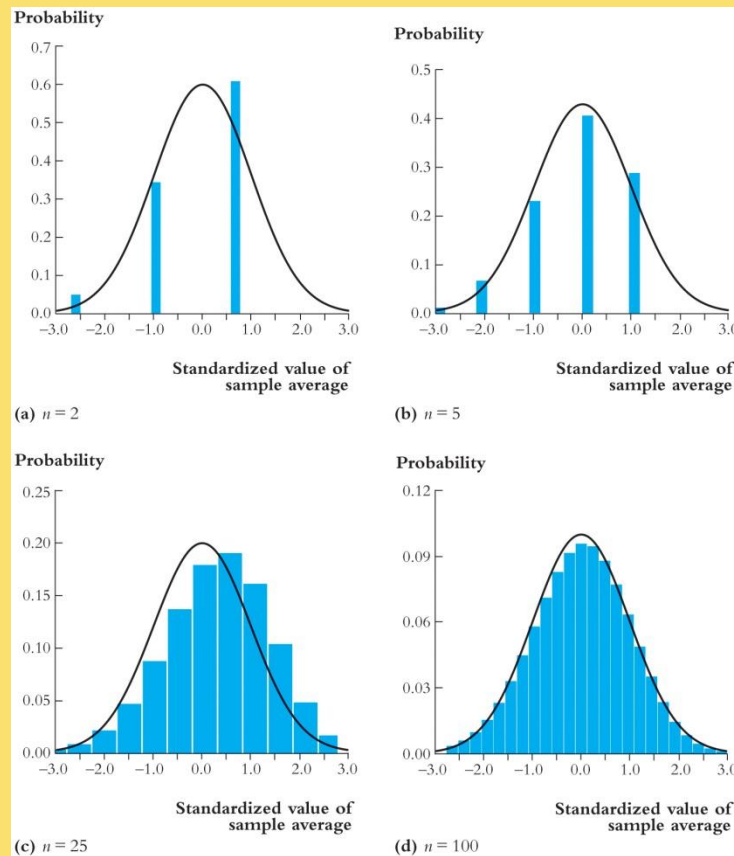 Probability
0.7
0.6
0.5
0.4
0.3
0.2
0.1
0.0
−3.0 −1.0 0.0 1.0 2.0 3.0
Standardized value of
sample average
(a) n = 2
Probability
0.5
0.4
0.3
0.2
0.1
0.0
−3.0 −2.0 −1.0 0.0 1.0 2.0 3.0
Standardized value of
sample average
(b) n = 5
Probability
0.25
0.20
0.15
0.10
0.05
0.00
−3.0 −2.0 −1.0 0.0 1.0 2.0 3.0
Standardized value of
sample average
(c) n = 25
Probability
0.12
0.09
0.06
0.03
0.00
−3.0 −2.0 −1.0 0.0 1.0 2.0 3.0
Standardized value of
sample average
(d) n = 100